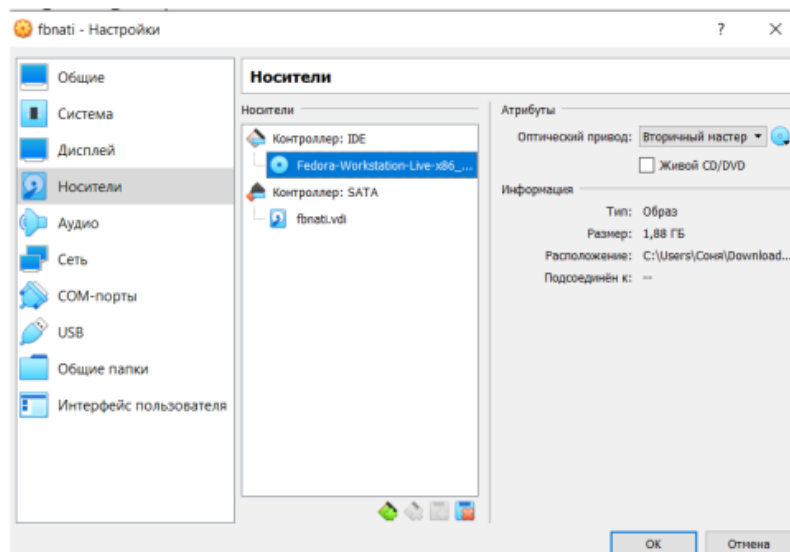 fbnati - Настройки
Общие
Система
Дисплей
Носители
Аудио
Сеть
COM-порты
USB
Общие папки
Интерфейс пользователя
Носители
Носители
Контроллер: IDE
Fedora-Workstation-Live-x86_...
Контроллер: SATA
fbnati.vdi
Атрибуты
Оптический привод: Вторичный мастер
Живой CD/DVD
Информация
Тип: Образ
Размер: 1,88 ГБ
Расположение: C:\Users\Соня\Download...
Подсоединён к: --
OK
Отмена